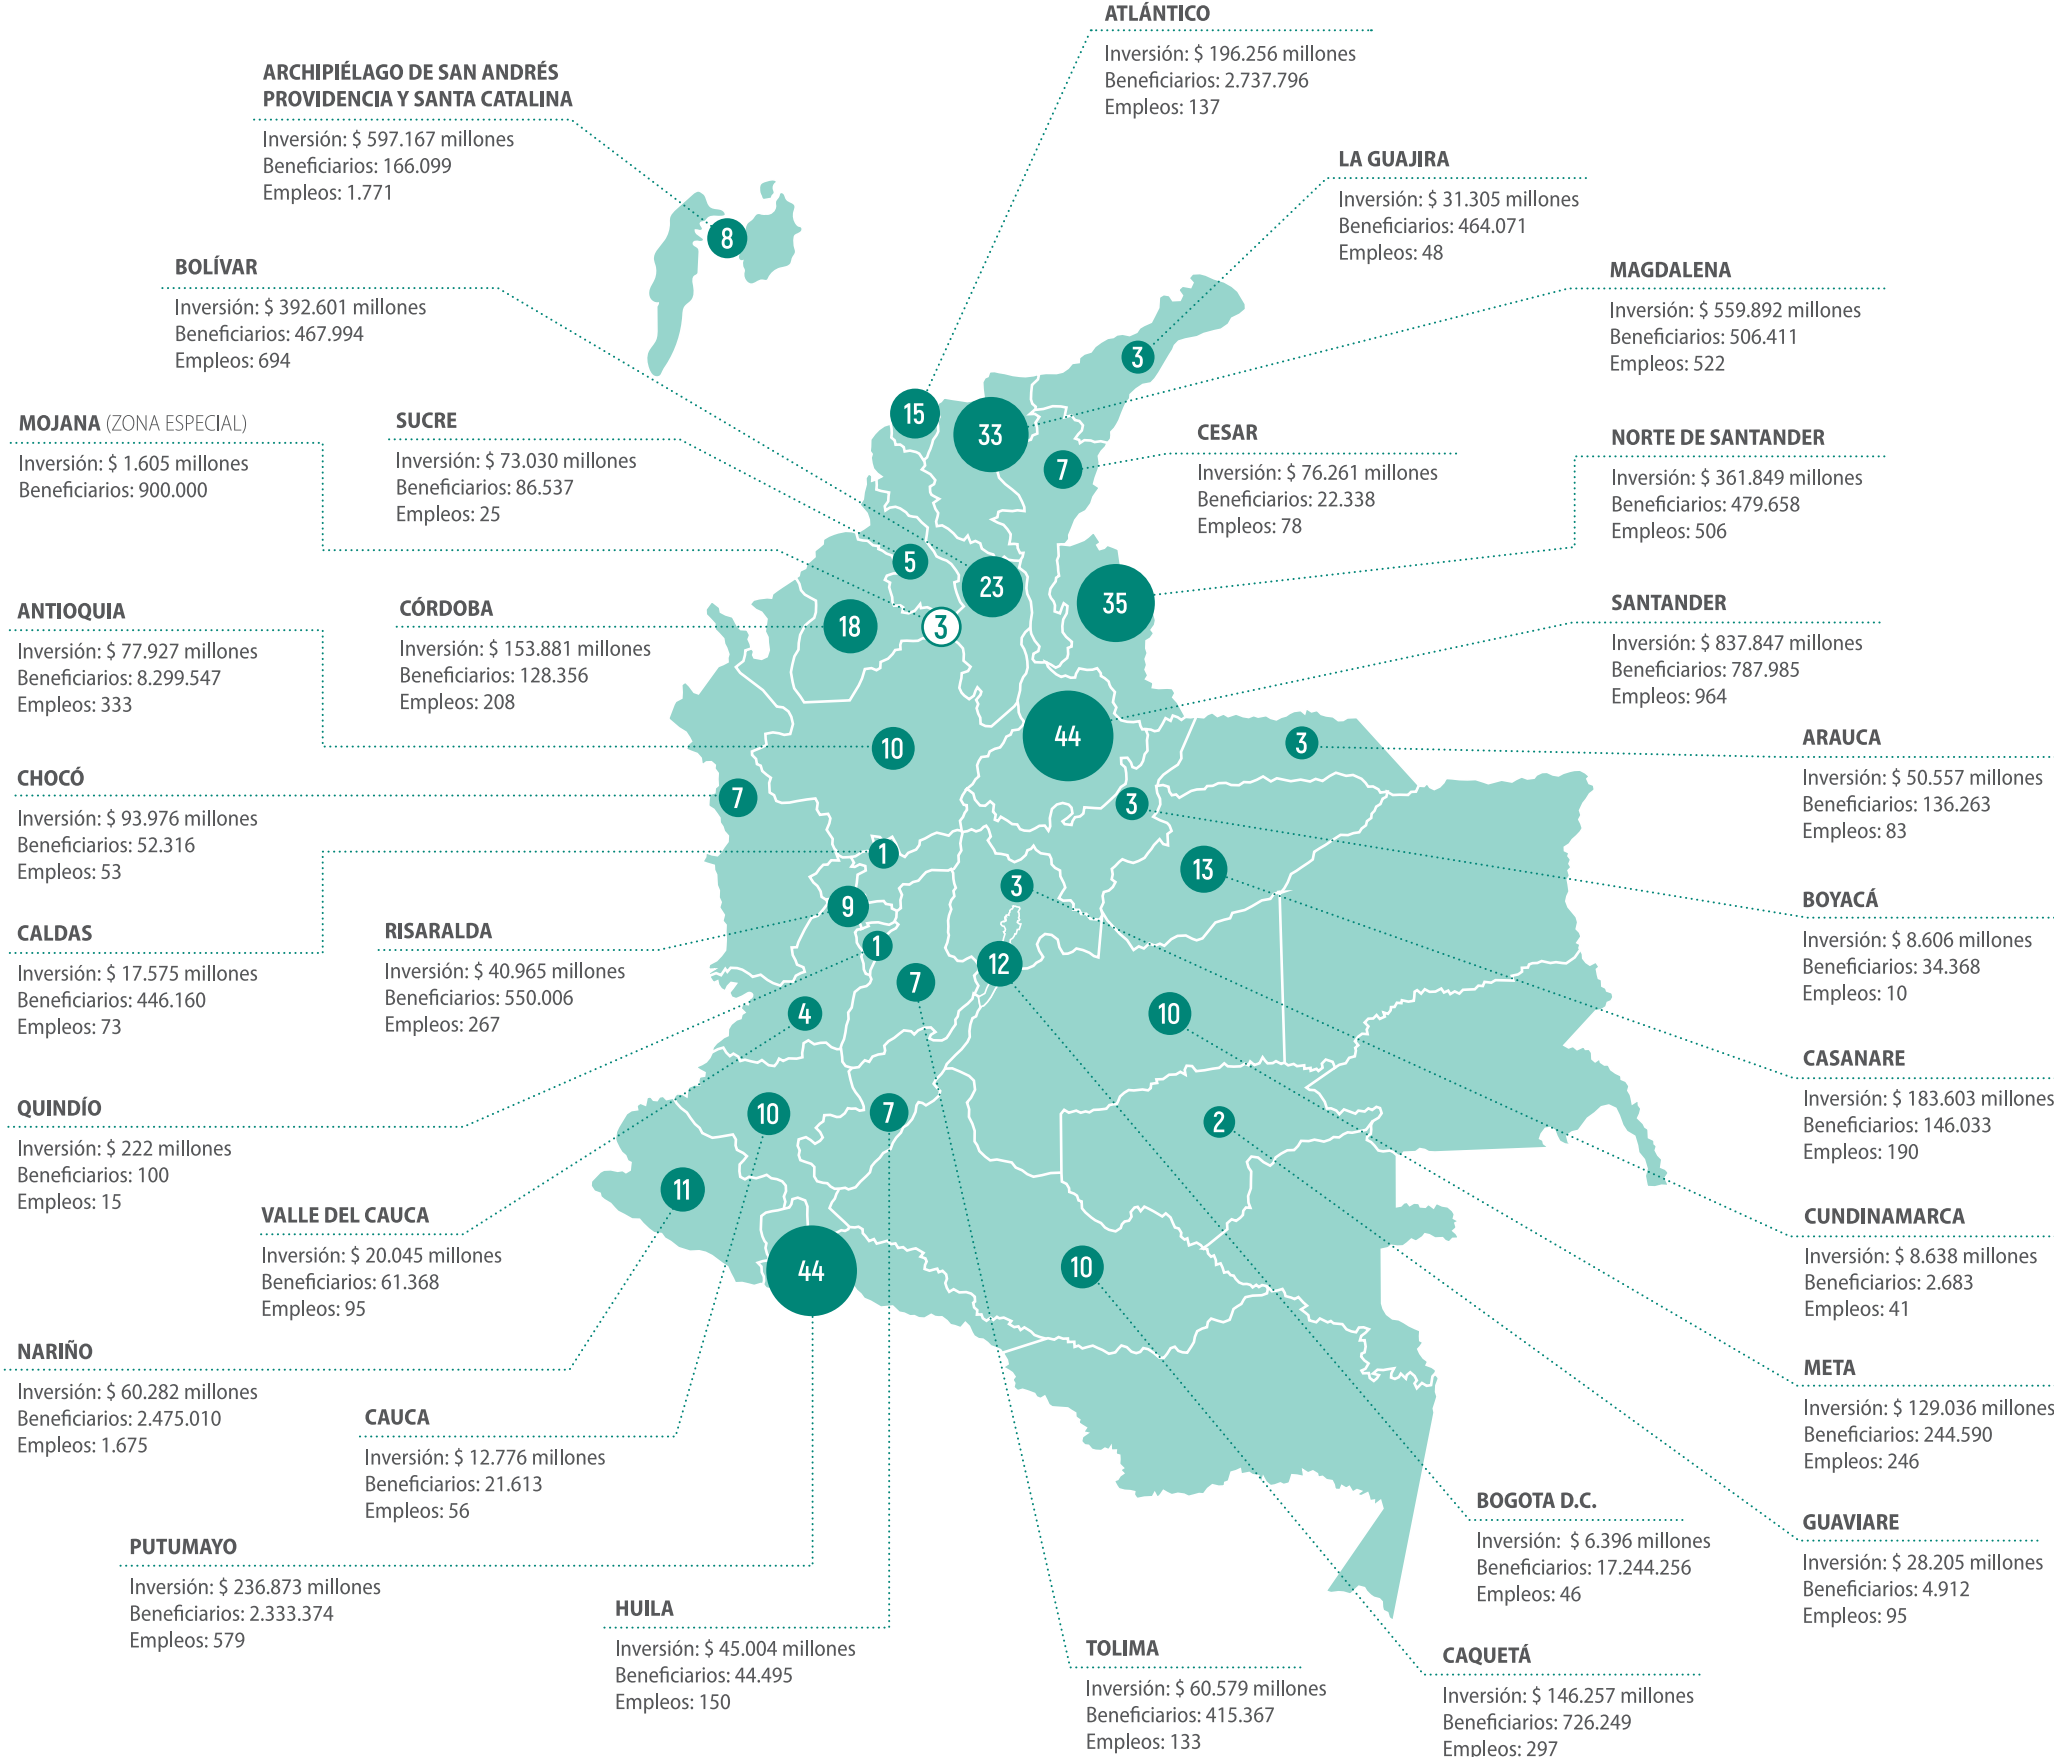 ATLÁNTICO
Inversión: $ 196.256 millones
Beneficiarios: 2.737.796
Empleos: 137
ARCHIPIÉLAGO DE SAN ANDRÉS
PROVIDENCIA Y SANTA CATALINA
Inversión: $ 597.167 millones
Beneficiarios: 166.099
Empleos: 1.771
LA GUAJIRA
Inversión: $ 31.305 millones
Beneficiarios: 464.071
Empleos: 48
BOLÍVAR
Inversión: $ 392.601 millones
Beneficiarios: 467.994
Empleos: 694
MAGDALENA
Inversión: $ 559.892 millones
Beneficiarios: 506.411
Empleos: 522
MOJANA (ZONA ESPECIAL)
Inversión: $ 1.605 millones
Beneficiarios: 900.000
SUCRE
Inversión: $ 73.030 millones
Beneficiarios: 86.537
Empleos: 25
CESAR
Inversión: $ 76.261 millones
Beneficiarios: 22.338
Empleos: 78
NORTE DE SANTANDER
Inversión: $ 361.849 millones
Beneficiarios: 479.658
Empleos: 506
ANTIOQUIA
Inversión: $ 77.927 millones
Beneficiarios: 8.299.547
Empleos: 333
CÓRDOBA
Inversión: $ 153.881 millones
Beneficiarios: 128.356
Empleos: 208
SANTANDER
Inversión: $ 837.847 millones
Beneficiarios: 787.985
Empleos: 964
CHOCÓ
Inversión: $ 93.976 millones
Beneficiarios: 52.316
Empleos: 53
ARAUCA
Inversión: $ 50.557 millones
Beneficiarios: 136.263
Empleos: 83
CALDAS
Inversión: $ 17.575 millones
Beneficiarios: 446.160
Empleos: 73
RISARALDA
Inversión: $ 40.965 millones
Beneficiarios: 550.006
Empleos: 267
BOYACÁ
Inversión: $ 8.606 millones
Beneficiarios: 34.368
Empleos: 10
CASANARE
Inversión: $ 183.603 millones
Beneficiarios: 146.033
Empleos: 190
QUINDÍO
Inversión: $ 222 millones
Beneficiarios: 100
Empleos: 15
VALLE DEL CAUCA
Inversión: $ 20.045 millones
Beneficiarios: 61.368
Empleos: 95
CUNDINAMARCA
Inversión: $ 8.638 millones
Beneficiarios: 2.683
Empleos: 41
NARIÑO
Inversión: $ 60.282 millones
Beneficiarios: 2.475.010
Empleos: 1.675
CAUCA
Inversión: $ 12.776 millones
Beneficiarios: 21.613
Empleos: 56
META
Inversión: $ 129.036 millones
Beneficiarios: 244.590
Empleos: 246
PUTUMAYO
Inversión: $ 236.873 millones
Beneficiarios: 2.333.374
Empleos: 579
BOGOTA D.C.
Inversión: $ 6.396 millones
Beneficiarios: 17.244.256
Empleos: 46
GUAVIARE
Inversión: $ 28.205 millones
Beneficiarios: 4.912
Empleos: 95
HUILA
Inversión: $ 45.004 millones
Beneficiarios: 44.495
Empleos: 150
TOLIMA
Inversión: $ 60.579 millones
Beneficiarios: 415.367
Empleos: 133
CAQUETÁ
Inversión: $ 146.257 millones
Beneficiarios: 726.249
Empleos: 297
8
3
15
33
7
5
23
35
3
18
44
3
10
7
3
1
13
3
9
1
12
7
4
10
10
7
2
11
44
10